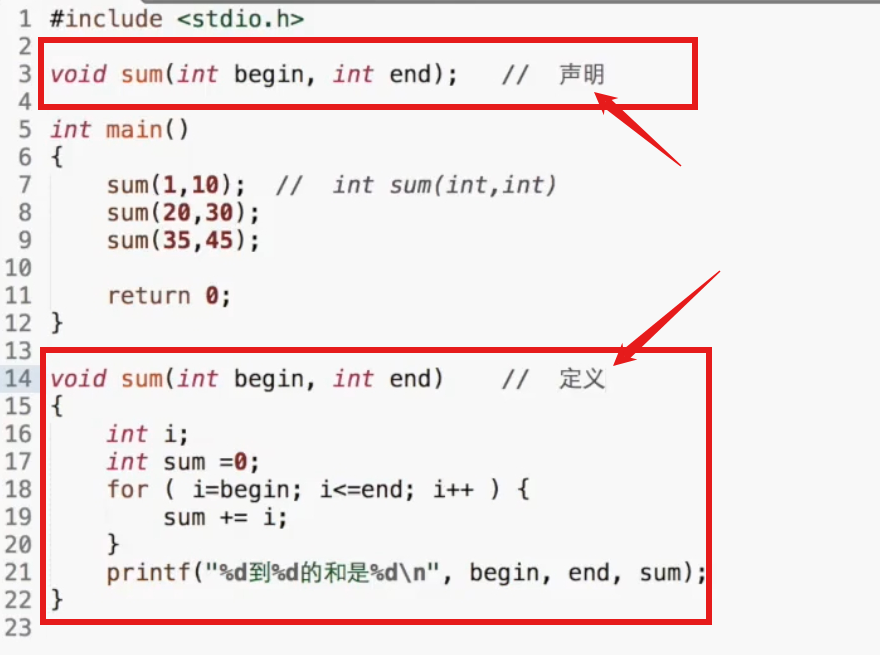 1 #include <stdio.h>
2
3 void sum(int begin, int end);   //  声明
4
5 int main()
6 {
7     sum(1,10);  //  int sum(int,int)
8     sum(20,30);
9     sum(35,45);
10
11     return 0;
12 }
13
14 void sum(int begin, int end)    //  定义
15 {
16     int i;
17     int sum =0;
18     for ( i=begin; i<=end; i++ ) {
19         sum += i;
20     }
21     printf("%d到%d的和是%d\n", begin, end, sum);
22 }
23